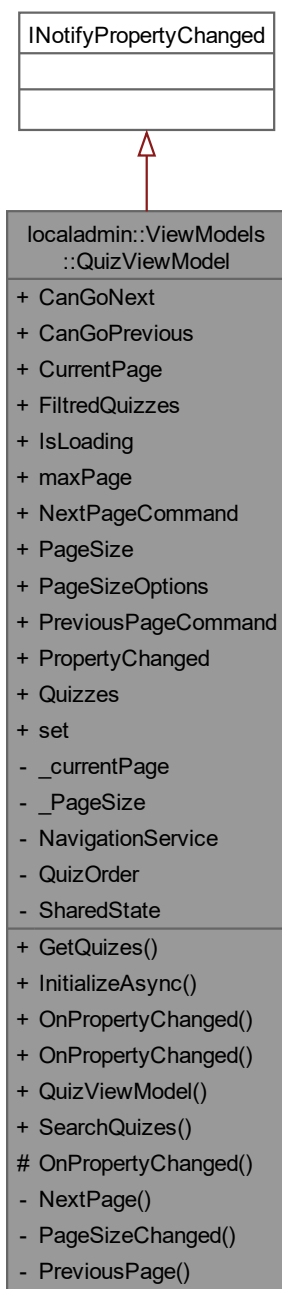 INotifyPropertyChanged
localadmin::ViewModels
::QuizViewModel
+ CanGoNext
+ CanGoPrevious
+ CurrentPage
+ FiltredQuizzes
+ IsLoading
+ maxPage
+ NextPageCommand
+ PageSize
+ PageSizeOptions
+ PreviousPageCommand
+ PropertyChanged
+ Quizzes
+ set
- _currentPage
- _PageSize
- NavigationService
- QuizOrder
- SharedState
+ GetQuizes()
+ InitializeAsync()
+ OnPropertyChanged()
+ OnPropertyChanged()
+ QuizViewModel()
+ SearchQuizes()
# OnPropertyChanged()
- NextPage()
- PageSizeChanged()
- PreviousPage()